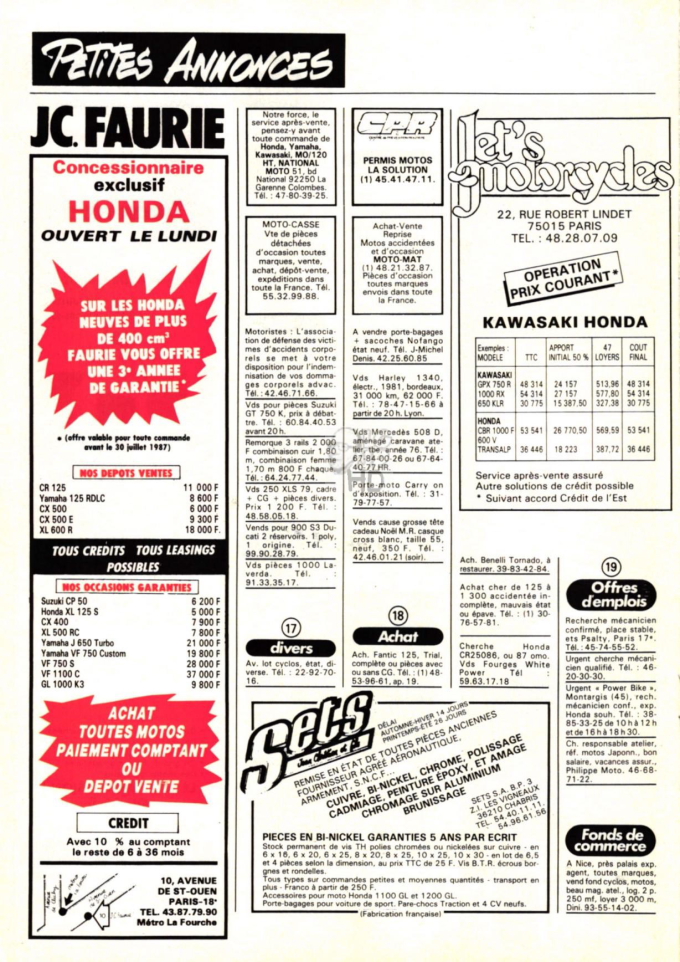 PETITES ANNONCES
JC. FAURIE
Concessionnaire
exclusif
HONDA
OUVERT LE LUNDI
SUR LES HONDA
NEUVES DE PLUS
DE 400 cm³
FAURIE VOUS OFFRE
UNE 3ᵉ ANNEE
DE GARANTIE*
* (offre valable pour toute commande
avant le 30 juillet 1987)
NOS DEPOTS VENTES
CR 125 11 000 F
Yamaha 125 RDLC 8 600 F
CX 500 6 000 F
CX 500 E 9 300 F
XL 600 R 18 000 F.
TOUS CREDITS TOUS LEASINGS
POSSIBLES
NOS OCCASIONS GARANTIES
Suzuki CP 50 6 200 F
Honda XL 125 S 5 000 F
CX 400 7 900 F
XL 500 RC 7 800 F
Yamaha J 650 Turbo 21 000 F
Yamaha VF 750 Custom 19 800 F
VF 750 S 28 000 F
VF 1100 C 37 000 F
GL 1000 K3 9 800 F
ACHAT
TOUTES MOTOS
PAIEMENT COMPTANT
OU
DEPOT VENTE
CREDIT
Avec 10 % au comptant
le reste de 6 à 36 mois
10, AVENUE
DE ST-OUEN
PARIS-18ᵉ
TEL. 43.87.79.90
Métro La Fourche
Notre force, le
service après-vente,
pensez-y avant
toute commande de
Honda, Yamaha,
Kawasaki, MO/120
HT, NATIONAL
MOTO 51, bd
National 92250 La
Garenne Colombes.
Tél. : 47-80-39-25.
MOTO-CASSE
Vte de pièces
détachées
d'occasion toutes
marques, vente,
achat, dépôt-vente,
expéditions dans
toute la France. Tél.
55.32.99.88.
Motoristes : L'associa-
tion de défense des victi-
mes d'accidents corpo-
rels se met à votre
disposition pour l'indem-
nisation de vos domma-
ges corporels advac.
Tél. : 42.46.71.66.
Vds pour pièces Suzuki
GT 750 K, prix à débat-
tre. Tél. : 60.84.40.53
avant 20 h.
Remorque 3 rails 2 000
F combinaison cuir 1,80
m, combinaison femme
1,70 m 800 F chaque
Tél. : 64.24.77.44.
Vds 250 XLS 79, cadre
+ CG + pièces divers.
Prix 1 200 F. Tél. :
48.58.05.18.
Vends pour 900 S3 Du-
cati 2 réservoirs. 1 poly,
1 origine. Tél. :
99.90.28.79.
Vds pièces 1000 La-
verda. Tél. :
91.33.35.17.
17
divers
Av. lot cyclos, état, di-
verse. Tél. : 22-92-70-
16.
CPR
PERMIS MOTOS
LA SOLUTION
(1) 45.41.47.11.
Achat-Vente
Reprise
Motos accidentées
et d'occasion
MOTO-MAT
(1) 48.21.32.87.
Pièces d'occasion
toutes marques
envois dans toute
la France.
A vendre porte-bagages
+ sacoches Nofango
état neuf. Tél. J-Michel
Denis. 42.25.60.85
Vds Harley 1340,
électr., 1981, bordeaux,
31 000 km, 62 000 F.
Tél. : 78-47-15-66 à
partir de 20 h. Lyon.
Vds Mercédès 508 D,
caravane ate-
lier, tbe, année 76. Tél. :
67-84-00-26 ou 67-64-
40-77 HR.
Porte moto Carry on
d'exposition. Tél. : 31-
79-77-57.
Vends cause grosse tête
cadeau Noël M.R. casque
cross blanc, taille 55,
neuf, 350 F. Tél. :
42.46.01.21 (soir).
18
Achat
Ach. Fantic 125, Trial,
complète ou pièces avec
ou sans CG. Tél. : (1) 48-
53-96-61, ap. 19.
let's
motorcycles
22, RUE ROBERT LINDET
75015 PARIS
TEL. : 48.28.07.09
OPERATION
PRIX COURANT*
KAWASAKI HONDA
Exemples : APPORT 47 COUT
MODELE TTC INITIAL 50 % LOYERS FINAL
KAWASAKI
GPX 750 R 48 314 24 157 513,96 48 314
1000 RX 54 314 27 157 577,80 54 314
650 KLR 30 775 15 387,50 327,38 30 775
HONDA
CBR 1000 F 53 541 26 770,50 569,59 53 541
600 V
TRANSALP 36 446 18 223 387,72 36 446
Service après-vente assuré
Autre solutions de crédit possible
* Suivant accord Crédit de l'Est
Ach. Benelli Tornado, à
restaurer. 39-83-42-84.
Achat cher de 125 à
1 300 accidentée in-
complète, mauvais état
ou épave. Tél. : (1) 30-
76-57-81.
Cherche Honda
CR25086, ou 87 omo.
Vds Fourges White
Power Tél :
59.63.17.18
19
Offres
d'emplois
Recherche mécanicien
confirmé, place stable,
ets Psalty, Paris 17ᵉ.
Tél. : 45-74-55-52.
Urgent cherche mécani-
cien qualifié. Tél. : 46-
20-30-30.
Urgent « Power Bike »,
Montargis (45), rech.
mécanicien conf., exp.
Honda souh. Tél. : 38-
85-33-25 de 10 h à 12 h
et de 16 h à 18 h 30.
Ch. responsable atelier,
réf. motos Japonn., bon
salaire, vacances assur.,
Philippe Moto. 46-68-
71-22.
Fonds de
commerce
A Nice, près palais exp.
agent, toutes marques,
vend fond cyclos, motos,
beau mag. atel., log. 2 p.
250 mf, loyer 3 000 m,
Dini. 93-55-14-02.
Sets
DÉLAI
AUTOMNE-HIVER 14 JOURS
PRINTEMPS-ÉTÉ 26 JOURS
REMISE EN ÉTAT DE TOUTES PIÈCES ANCIENNES
FOURNISSEUR AGRÉÉ AÉRONAUTIQUE,
ARMEMENT, S.N.C.F...
CUIVRE, BI-NICKEL, CHROME, POLISSAGE
CADMIAGE, PEINTURE ÉPOXY, ET AMAGE
CHROMAGE SUR ALUMINIUM
BRUNISSAGE
SETS S.A. B.P. 3
Z.I. LES VIGNEAUX
36210 CHABRIS
TEL. 54.40.11.11.
54.96.61.56
PIECES EN BI-NICKEL GARANTIES 5 ANS PAR ECRIT
Stock permanent de vis TH polies chromées ou nickelées sur cuivre - en
6 x 16, 6 x 20, 6 x 25, 8 x 20, 8 x 25, 10 x 25, 10 x 30 - en lot de 6,5
et 4 pièces selon la dimension, au prix TTC de 25 F. Vis B.T.R. écrous bor-
gnes et rondelles.
Tous types sur commandes petites et moyennes quantités - transport en
plus - Franco à partir de 250 F.
Accessoires pour moto Honda 1100 GL et 1200 GL.
Porte-bagages pour voiture de sport. Pare-chocs Traction et 4 CV neufs.
(Fabrication française)